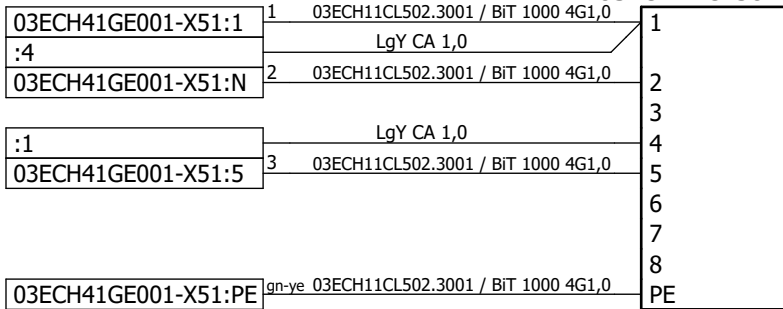 03ECH41GE001-X51:1 1 03ECH11CL502.3001 / BiT 1000 4G1,0 1
:4 LgY CA 1,0
03ECH41GE001-X51:N 2 03ECH11CL502.3001 / BiT 1000 4G1,0 2
3
:1 LgY CA 1,0 4
03ECH41GE001-X51:5 3 03ECH11CL502.3001 / BiT 1000 4G1,0 5
6
7
8
03ECH41GE001-X51:PE gn-ye 03ECH11CL502.3001 / BiT 1000 4G1,0 PE